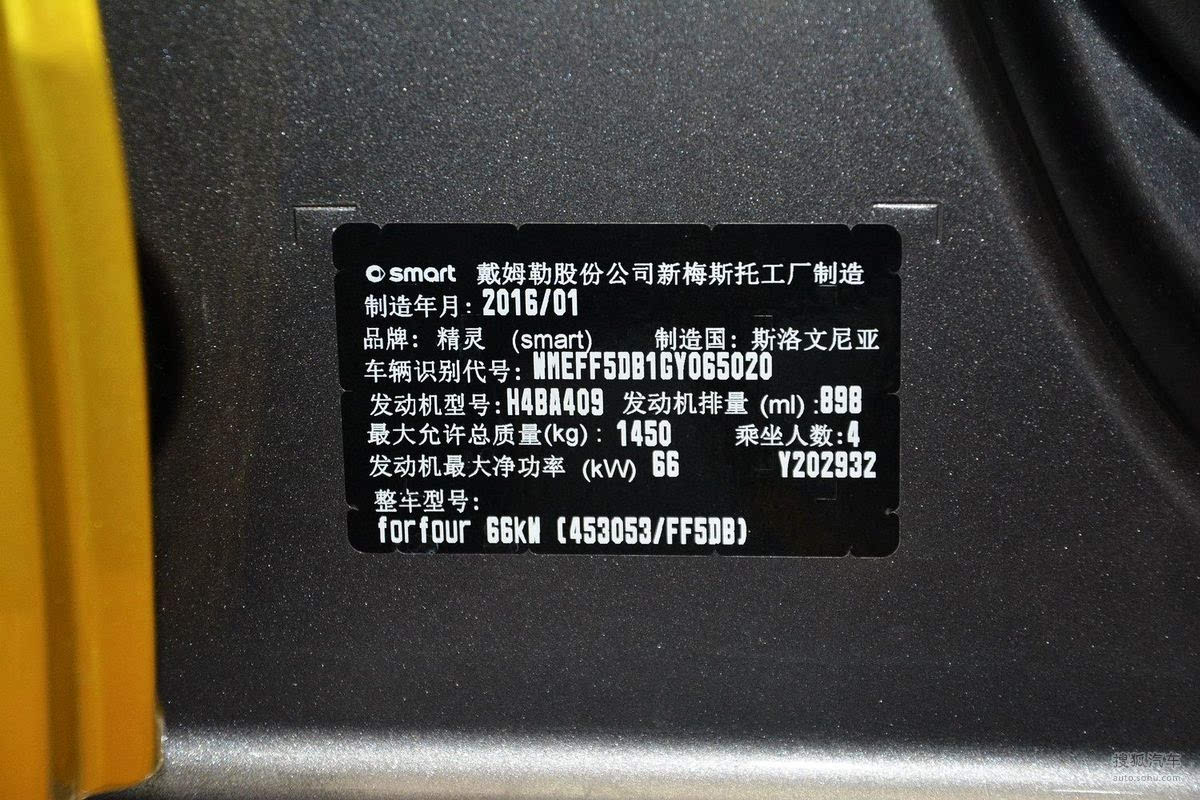 smart 戴姆勒股份公司新梅斯托工厂制造
制造年月: 2016/01
品牌: 精灵 (smart) 制造国: 斯洛文尼亚
车辆识别代号: WMEFF5DB1GY065020
发动机型号: H4BA409 发动机排量 (ml) :898
最大允许总质量(kg) : 1450 乘坐人数:4
发动机最大净功率 (kW) 66 Y202932
整车型号:
forfour 66kW (453053/FF5DB)
搜狐汽车
auto.sohu.com